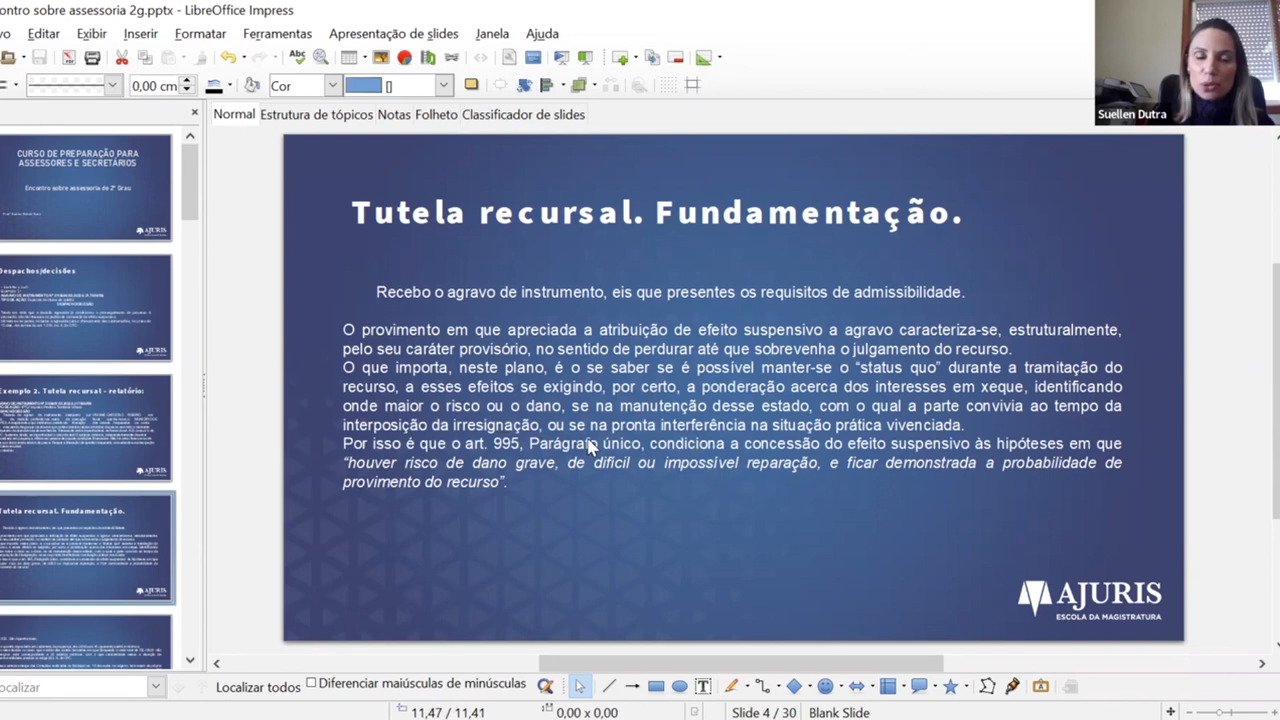 ontro sobre assessoria 2g.pptx - LibreOffice Impress
Editar Exibir Inserir Formatar Ferramentas Apresentação de slides Janela Ajuda
0,00 cm Cor
Suellen Dutra
Normal Estrutura de tópicos Notas Folheto Classificador de slides
CURSO DE PREPARAÇÃO PARA
ASSESSORES E SECRETÁRIOS
Encontro sobre assessoria de 2º Grau
AJURIS
Despachos/decisões
AJURIS
Exemplo 2. Tutela recursal – relatório:
AJURIS
Tutela recursal. Fundamentação.
AJURIS
Tutela recursal. Fundamentação.
Recebo o agravo de instrumento, eis que presentes os requisitos de admissibilidade.
O provimento em que apreciada a atribuição de efeito suspensivo a agravo caracteriza-se, estruturalmente,
pelo seu caráter provisório, no sentido de perdurar até que sobrevenha o julgamento do recurso.
O que importa, neste plano, é o se saber se é possível manter-se o “status quo” durante a tramitação do
recurso, a esses efeitos se exigindo, por certo, a ponderação acerca dos interesses em xeque, identificando
onde maior o risco de dano, se na manutenção da realidade com o qual a parte convivia ao tempo da
interposição da irresignação, ou se na pronta interferência na situação prática vivenciada.
Por isso é que o art. 995, Parágrafo único, condiciona a concessão do efeito suspensivo às hipóteses em que
“houver risco de dano grave, de difícil ou impossível reparação, e ficar demonstrada a probabilidade de
provimento do recurso”.
AJURIS
ESCOLA DA MAGISTRATURA
ocalizar Localizar todos Diferenciar maiúsculas de minúsculas
11,47 / 11,41 0,00 x 0,00 Slide 4 / 30 Blank Slide